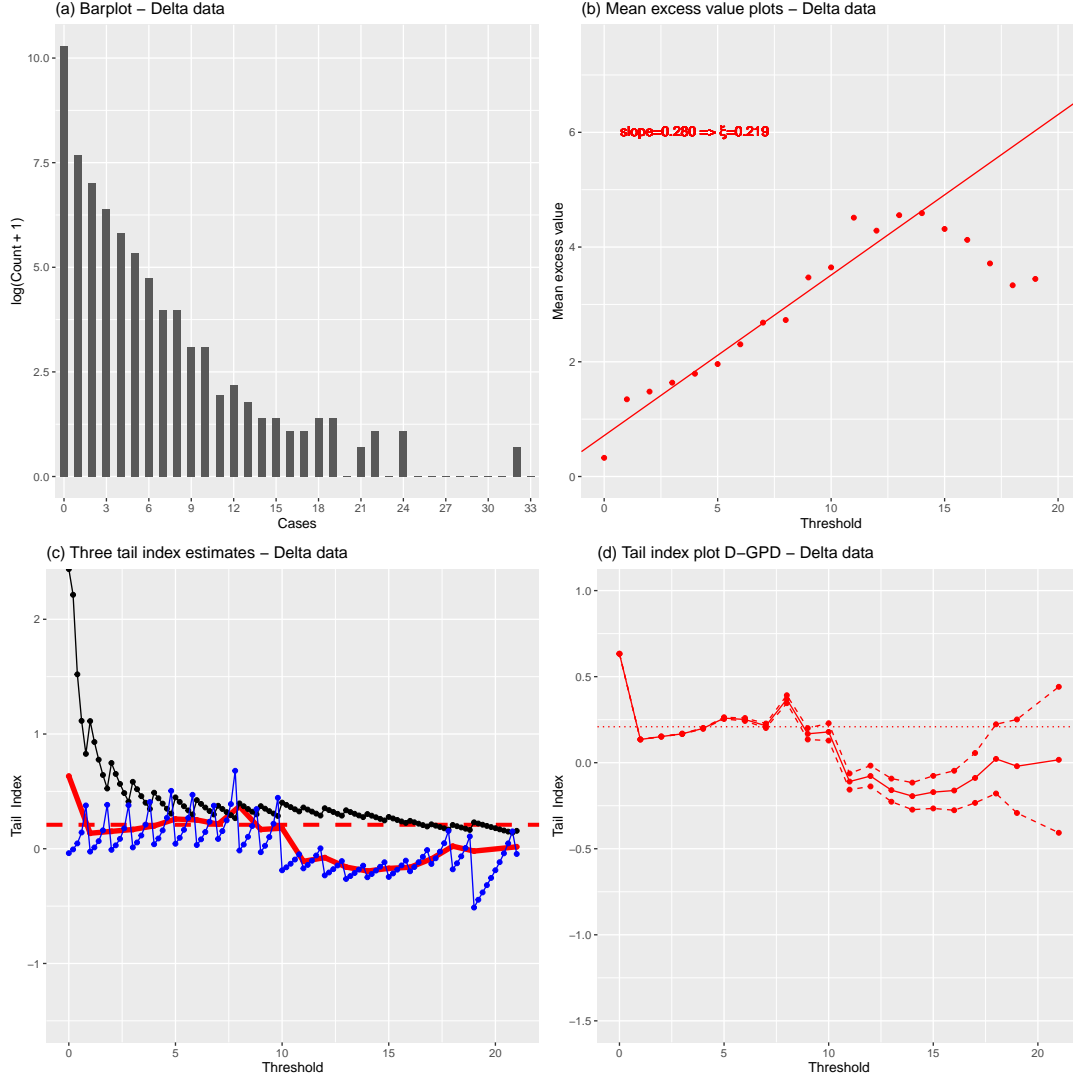 (a) Barplot − Delta data
10.0
7.5
5.0
2.5
0.0
log(Count + 1)
0 3 6 9 12 15 18 21 24 27 30 33
Cases
(b) Mean excess value plots − Delta data
slope=0.280 => ξ=0.219
6
4
2
0
Mean excess value
0 5 10 15 20
Threshold
(c) Three tail index estimates − Delta data
2
1
0
−1
Tail Index
0 5 10 15 20
Threshold
(d) Tail index plot D−GPD − Delta data
1.0
0.5
0.0
−0.5
−1.0
−1.5
Tail Index
0 5 10 15 20
Threshold